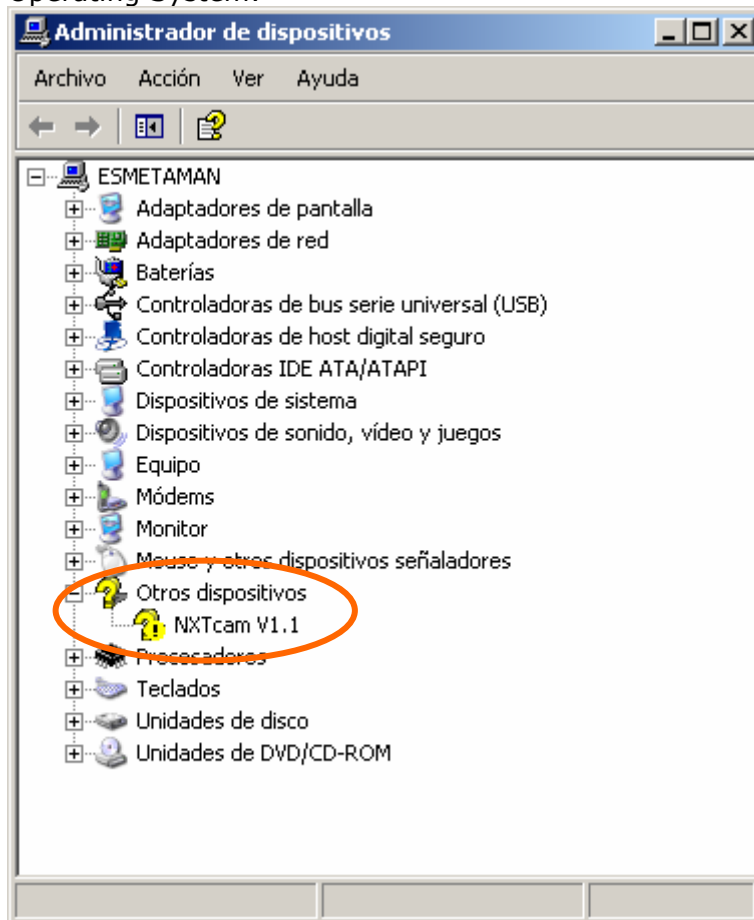 Operating System.
Administrador de dispositivos
Archivo Acción Ver Ayuda
ESMETAMAN
Adaptadores de pantalla
Adaptadores de red
Baterías
Controladoras de bus serie universal (USB)
Controladoras de host digital seguro
Controladoras IDE ATA/ATAPI
Dispositivos de sistema
Dispositivos de sonido, vídeo y juegos
Equipo
Módems
Monitor
Mouse y otros dispositivos señaladores
Otros dispositivos
NXTcam V1.1
Procesadores
Teclados
Unidades de disco
Unidades de DVD/CD-ROM